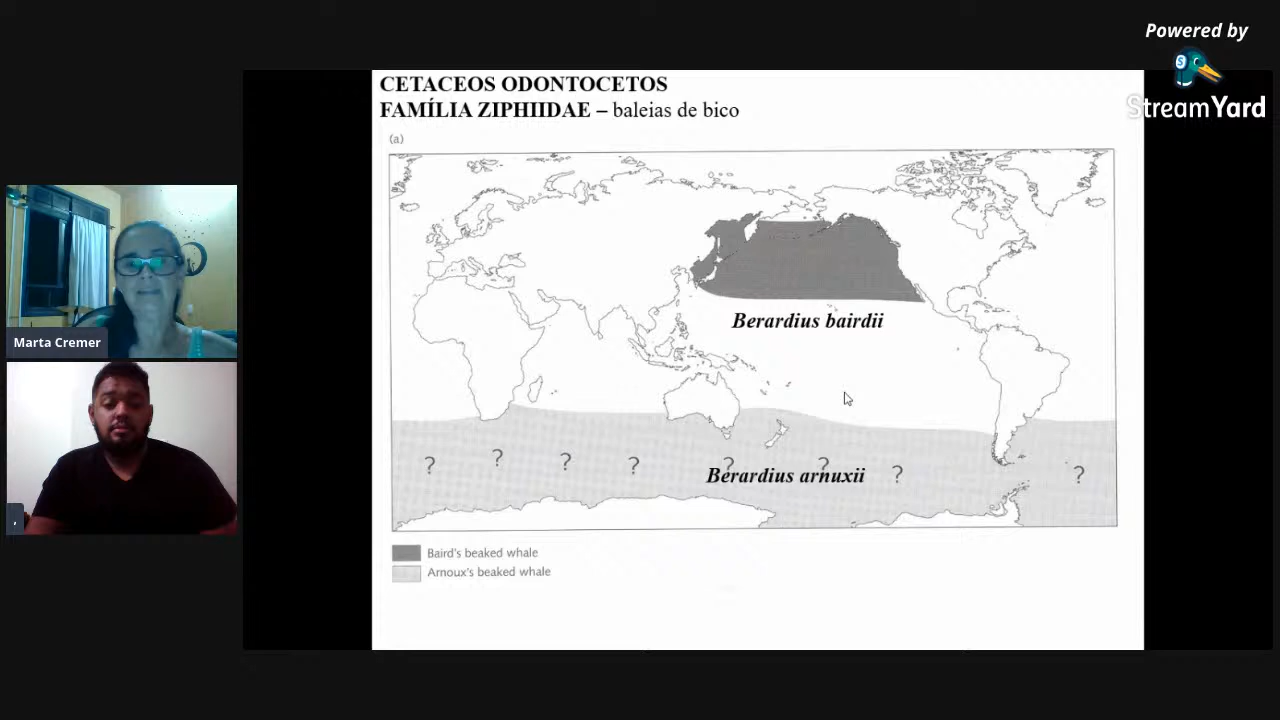 Powered by
StreamYard
CETACEOS ODONTOCETOS
FAMÍLIA ZIPHIIDAE – baleias de bico
(a)
Berardius bairdii
? ? ? ? ? ? ? ?
Berardius arnuxii
Baird's beaked whale
Arnoux's beaked whale
Marta Cremer
,